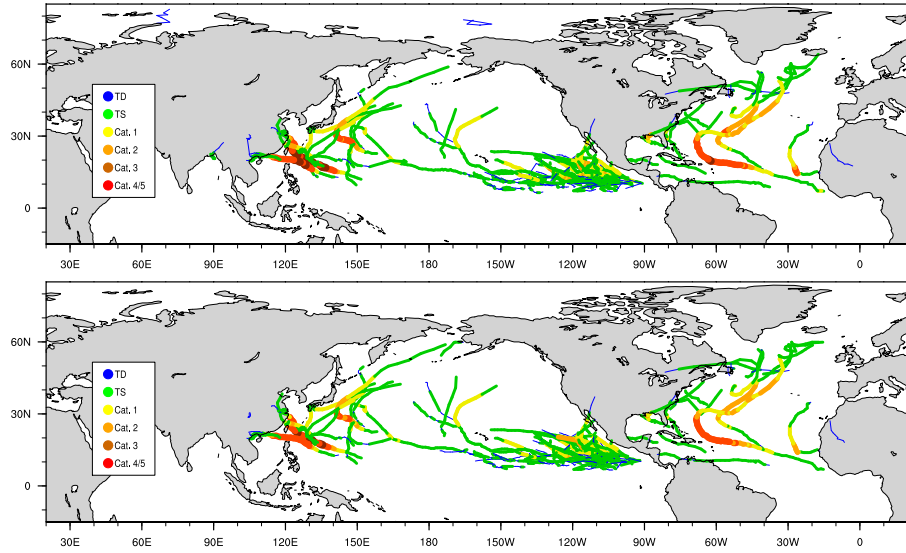 60N
30N
0
TD
TS
Cat. 1
Cat. 2
Cat. 3
Cat. 4/5
30E 60E 90E 120E 150E 180 150W 120W 90W 60W 30W 0
60N
30N
0
TD
TS
Cat. 1
Cat. 2
Cat. 3
Cat. 4/5
30E 60E 90E 120E 150E 180 150W 120W 90W 60W 30W 0